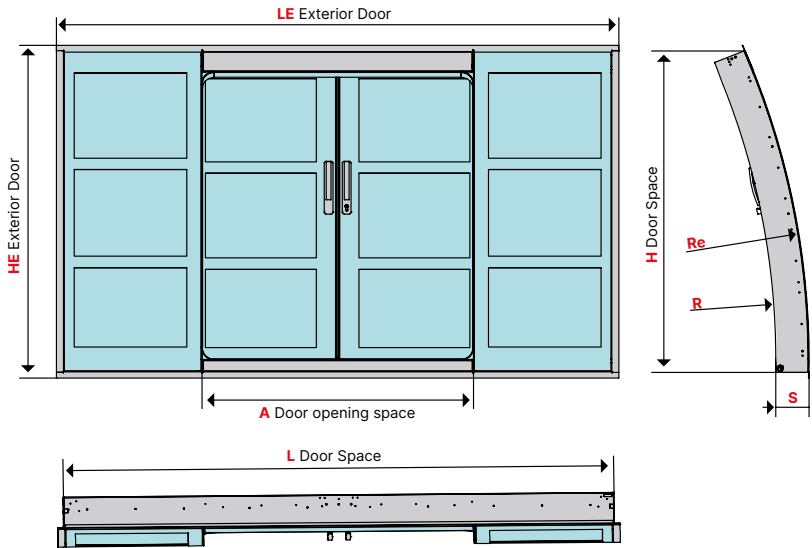 LE Exterior Door
HE Exterior Door
H Door Space
Re
R
S
A Door opening space
L Door Space